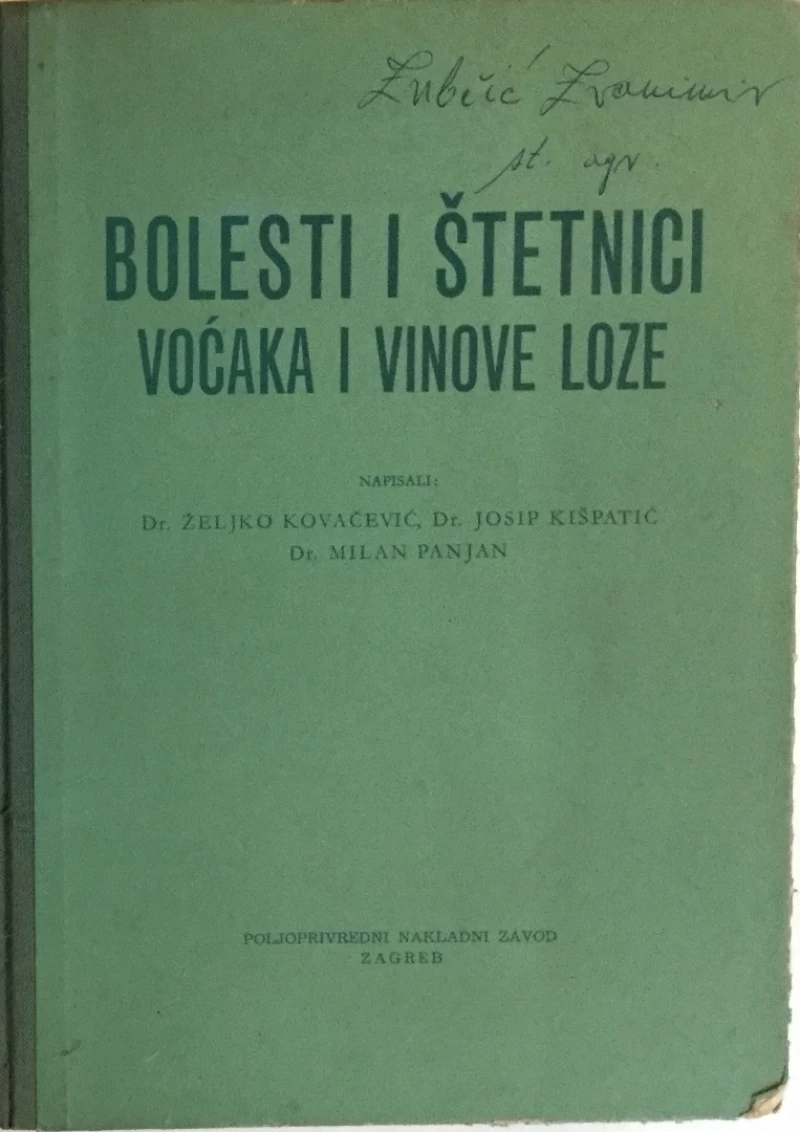 Zubčić Zvonimir
st. agr.
BOLESTI I ŠTETNICI
VOĆAKA I VINOVE LOZE
NAPISALI:
Dr. ŽELJKO KOVAČEVIĆ, Dr. JOSIP KIŠPATIĆ
Dr. MILAN PANJAN
POLJOPRIVREDNI NAKLADNI ZAVOD
ZAGREB